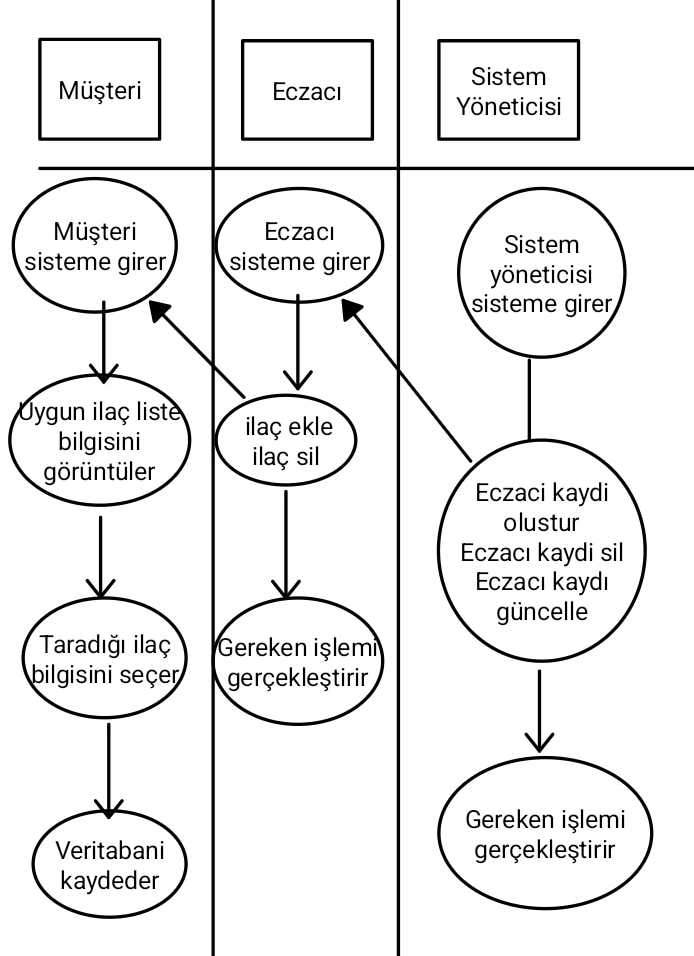 Müşteri
Eczacı
Sistem
Yöneticisi
Müşteri
sisteme girer
Uygun ilaç liste
bilgisini
görüntüler
Taradığı ilaç
bilgisini seçer
Veritabani
kaydeder
Eczacı
sisteme girer
ilaç ekle
ilaç sil
Gereken işlemi
gerçekleştirir
Sistem
yöneticisi
sisteme girer
Eczaci kaydi
olustur
Eczacı kaydi sil
Eczacı kaydı
güncelle
Gereken işlemi
gerçekleştirir